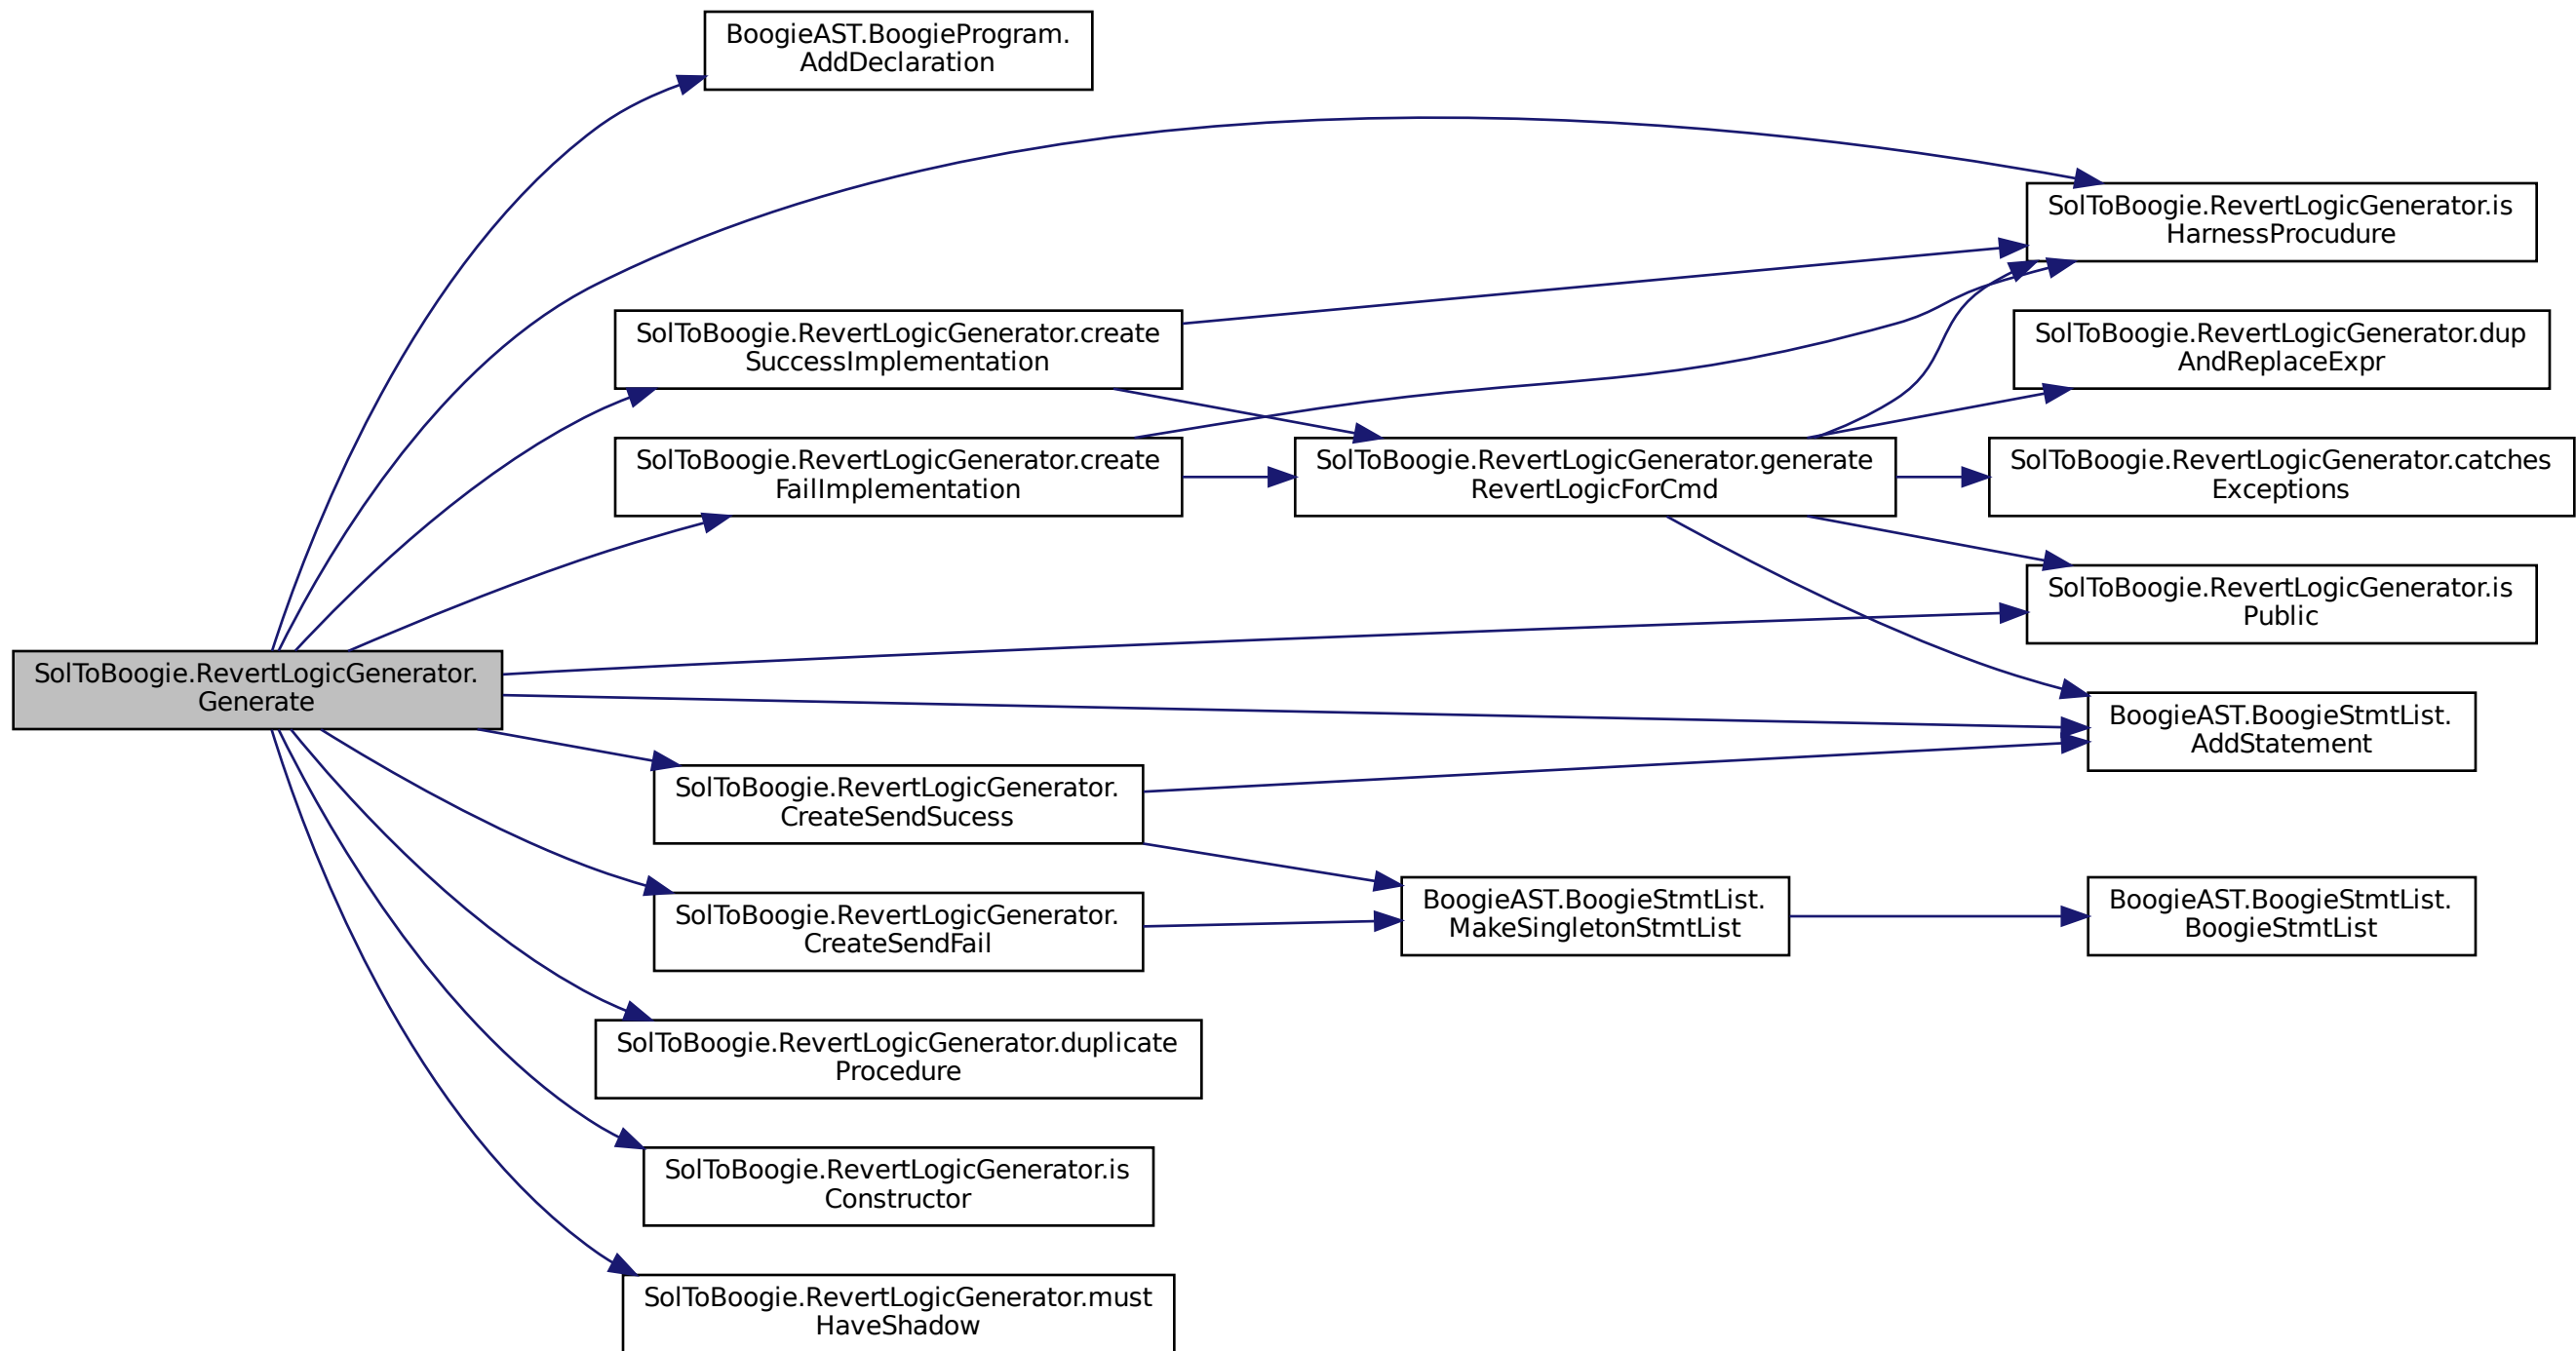 BoogieAST.BoogieProgram.
AddDeclaration
SolToBoogie.RevertLogicGenerator.is
HarnessProcudure
SolToBoogie.RevertLogicGenerator.create
SuccessImplementation
SolToBoogie.RevertLogicGenerator.dup
AndReplaceExpr
SolToBoogie.RevertLogicGenerator.create
FailImplementation
SolToBoogie.RevertLogicGenerator.generate
RevertLogicForCmd
SolToBoogie.RevertLogicGenerator.catches
Exceptions
SolToBoogie.RevertLogicGenerator.is
Public
SolToBoogie.RevertLogicGenerator.
Generate
BoogieAST.BoogieStmtList.
AddStatement
SolToBoogie.RevertLogicGenerator.
CreateSendSucess
SolToBoogie.RevertLogicGenerator.
CreateSendFail
BoogieAST.BoogieStmtList.
MakeSingletonStmtList
BoogieAST.BoogieStmtList.
BoogieStmtList
SolToBoogie.RevertLogicGenerator.duplicate
Procedure
SolToBoogie.RevertLogicGenerator.is
Constructor
SolToBoogie.RevertLogicGenerator.must
HaveShadow